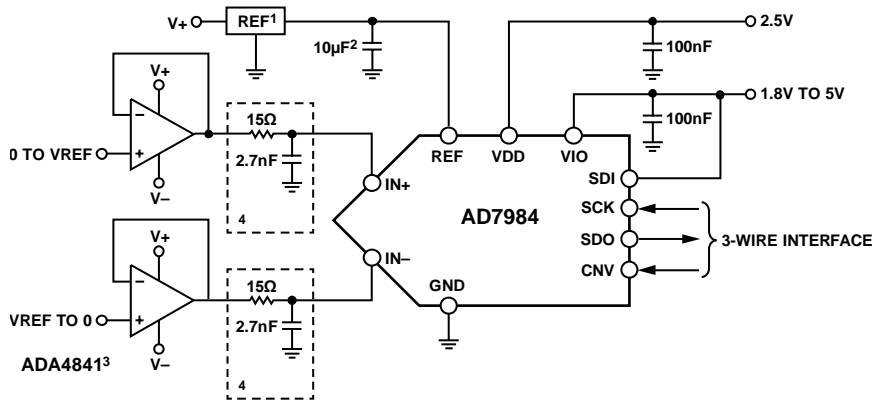 V+
REF1
10µF2
2.5V
100nF
1.8V TO 5V
100nF
V+
–
+
0 TO VREF
V–
15Ω
2.7nF
4
REF
VDD
VIO
IN+
IN–
AD7984
GND
SDI
SCK
SDO
CNV
3-WIRE INTERFACE
V+
–
+
VREF TO 0
V–
ADA48413
15Ω
2.7nF
4